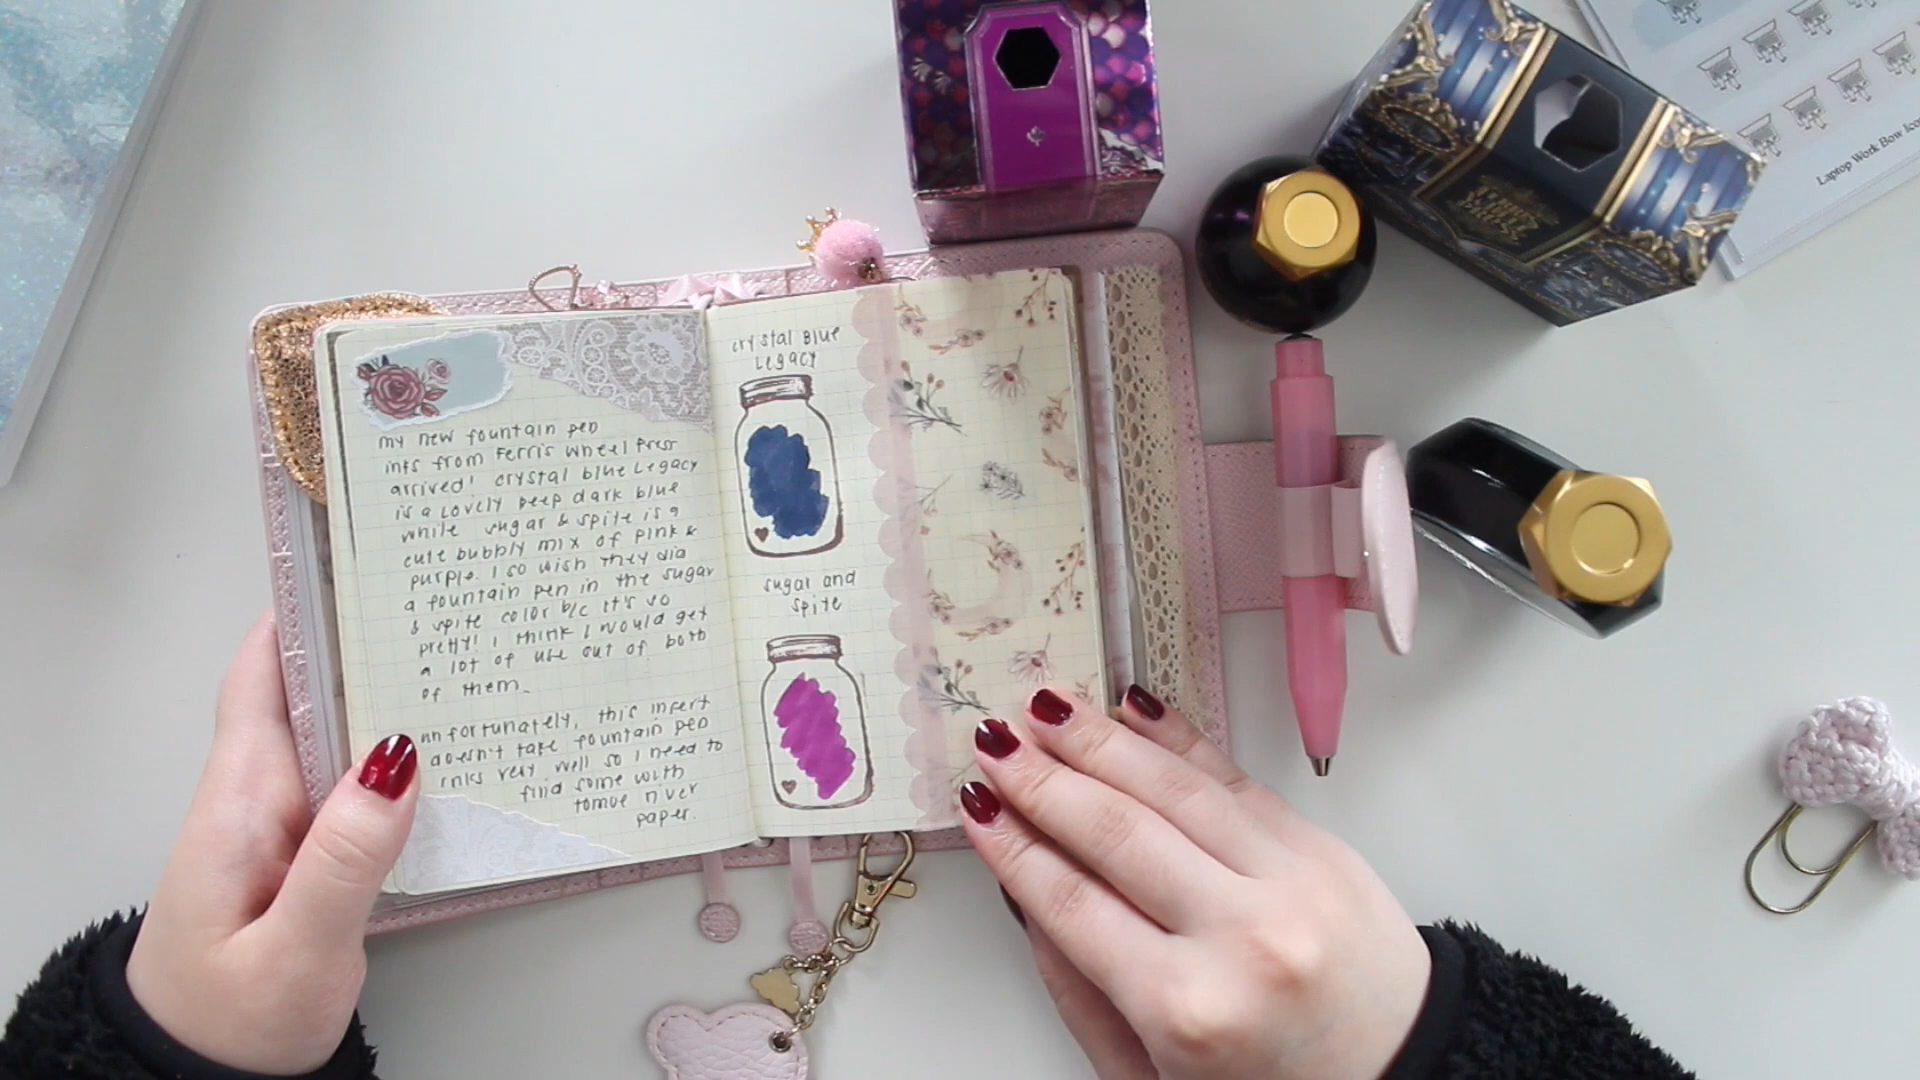 my new fountain pen
inks from Ferris Wheel Press
arrived! crystal blue Legacy
is a lovely deep dark blue
while sugar & spite is a
cute bubbly mix of pink &
purple. I so wish they did
a fountain pen in the sugar
& spite color b/c it's so
pretty! I think I would get
a lot of use out of both
of them.
unfortunately, this insert
doesn't take fountain pen
inks very well so I need to
find some with
tomoe river
paper.
crystal Blue
Legacy
sugar and
spite
FERRIS
WHEEL
PRESS
Laptop Work Bow